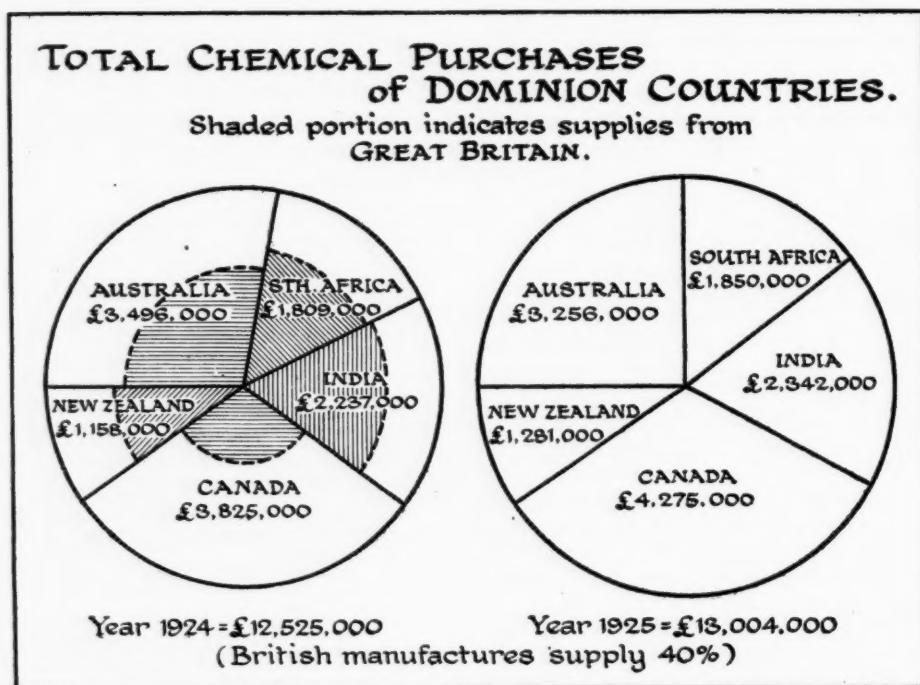 TOTAL CHEMICAL PURCHASES
of DOMINION COUNTRIES.
Shaded portion indicates supplies from
GREAT BRITAIN.
AUSTRALIA
£3,496,000
STH. AFRICA
£1,809,000
INDIA
£2,237,000
NEW ZEALAND
£1,158,000
CANADA
£3,825,000
Year 1924=£12,525,000
SOUTH AFRICA
£1,850,000
AUSTRALIA
£3,256,000
INDIA
£2,342,000
NEW ZEALAND
£1,281,000
CANADA
£4,275,000
Year 1925=£13,004.000
(British manufactures supply 40%)